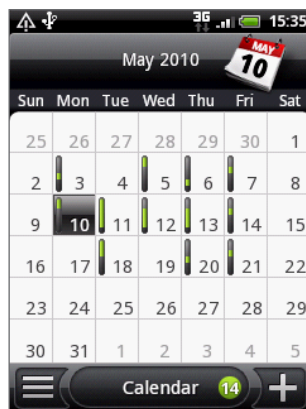 3G 15:35
May 2010
MAY
10
Sun Mon Tue Wed Thu Fri Sat
25 26 27 28 29 30 1
2 3 4 5 6 7 8
9 10 11 12 13 14 15
16 17 18 19 20 21 22
23 24 25 26 27 28 29
30 31 1 2 3 4 5
Calendar 14